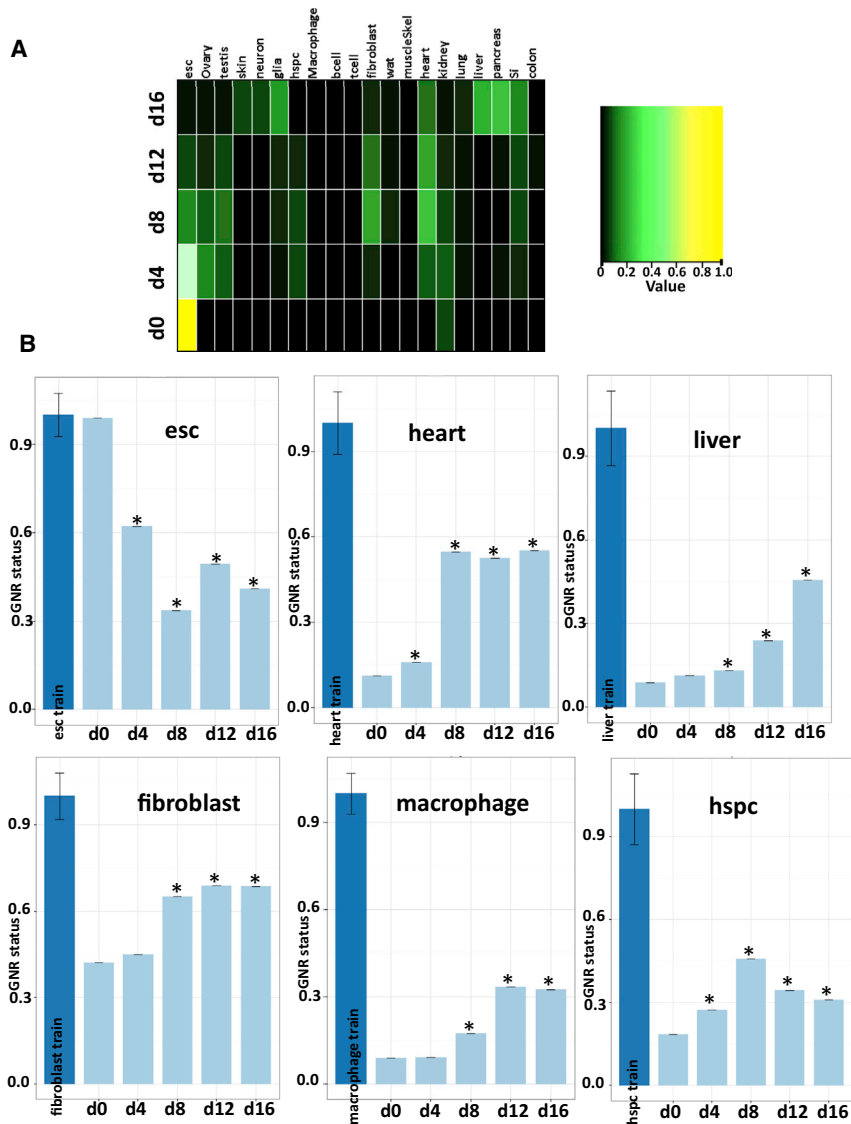 A
esc Ovary testis skin neuron glia hspc Macrophage bcell tcell fibroblast wat muscleSkel heart kidney lung liver pancreas Si colon
d16
d12
d8
d4
d0
0 0.2 0.4 0.6 0.8 1.0
Value
B
esc
0.9
0.6
0.3
0.0
GNR status
* * * *
esc train d0 d4 d8 d12 d16
heart
0.9
0.6
0.3
0.0
GNR status
* * * *
heart train d0 d4 d8 d12 d16
liver
0.9
0.6
0.3
0.0
GNR status
* * *
liver train d0 d4 d8 d12 d16
fibroblast
0.9
0.6
0.3
0.0
GNR status
* * *
fibroblast train d0 d4 d8 d12 d16
macrophage
0.9
0.6
0.3
0.0
GNR status
* * *
macrophage train d0 d4 d8 d12 d16
hspc
0.9
0.6
0.3
0.0
GNR status
* * * *
hspc train d0 d4 d8 d12 d16